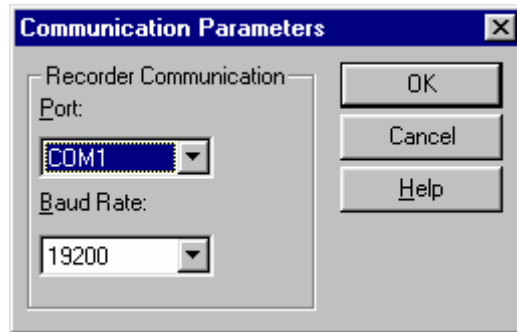 Communication Parameters
Recorder Communication
Port:
COM1
Baud Rate:
19200
OK
Cancel
Help